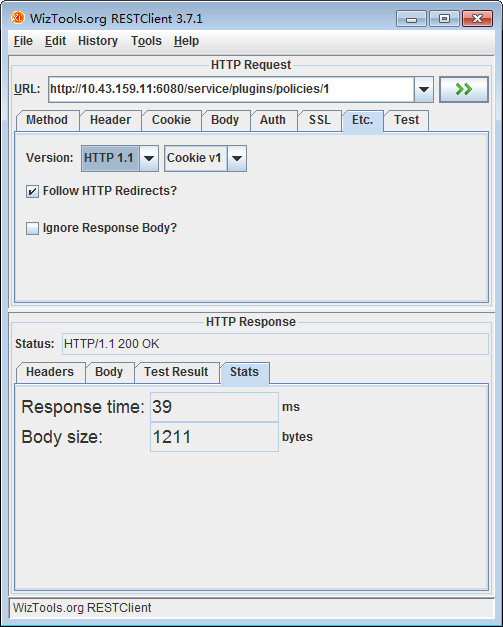 WizTools.org RESTClient 3.7.1
File Edit History Tools Help
HTTP Request
URL: http://10.43.159.11:6080/service/plugins/policies/1
Method Header Cookie Body Auth SSL Etc. Test
Version: HTTP 1.1 Cookie v1
Follow HTTP Redirects?
Ignore Response Body?
HTTP Response
Status: HTTP/1.1 200 OK
Headers Body Test Result Stats
Response time: 39 ms
Body size: 1211 bytes
WizTools.org RESTClient